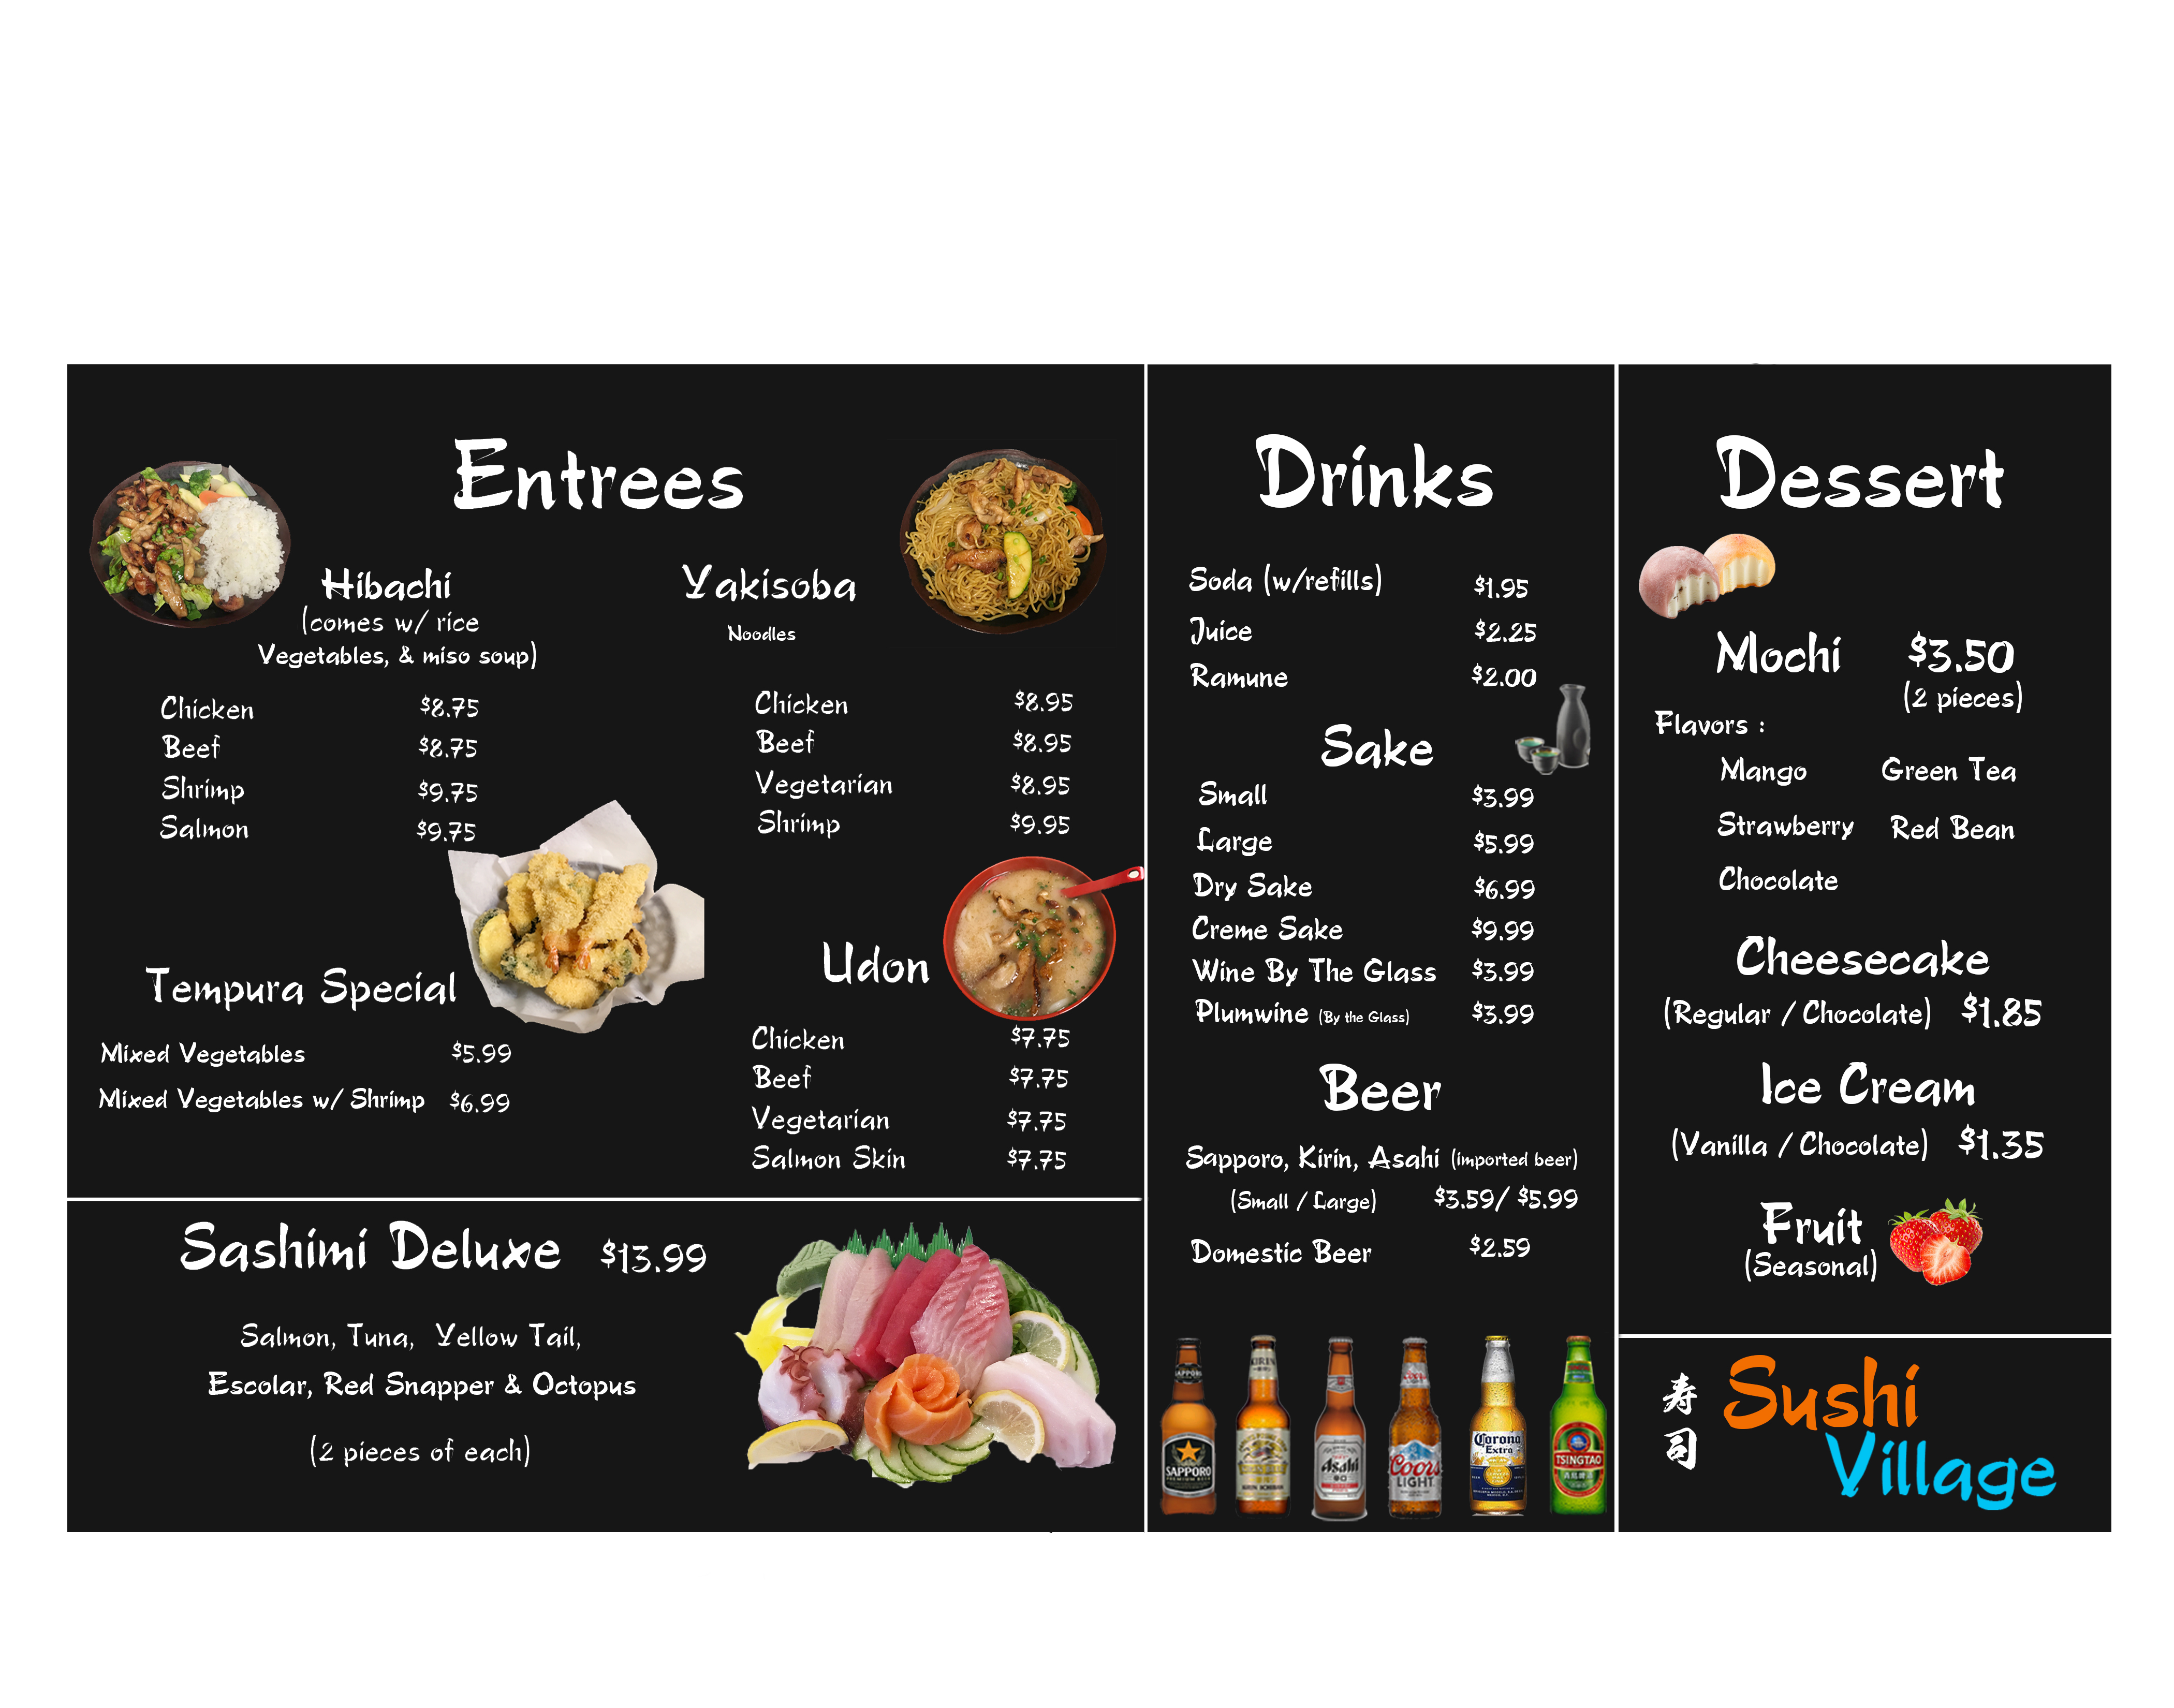 Entrees
Hibachi
(comes w/ rice
Vegetables, & miso soup)
Chicken $8.75
Beef $8.75
Shrimp $9.75
Salmon $9.75
Yakisoba
Noodles
Chicken $8.95
Beef $8.95
Vegetarian $8.95
Shrimp $9.95
Tempura Special
Mixed Vegetables $5.99
Mixed Vegetables w/ Shrimp $6.99
Udon
Chicken $7.75
Beef $7.75
Vegetarian $7.75
Salmon Skin $7.75
Sashimi Deluxe $13.99
Salmon, Tuna, Yellow Tail,
Escolar, Red Snapper & Octopus
(2 pieces of each)
Drinks
Soda (w/refills) $1.95
Juice $2.25
Ramune $2.00
Sake
Small $3.99
Large $5.99
Dry Sake $6.99
Creme Sake $9.99
Wine By The Glass $3.99
Plumwine (By the Glass) $3.99
Beer
Sapporo, Kirin, Asahi (imported beer)
(Small / Large) $3.59/ $5.99
Domestic Beer $2.59
SAPPORO
KIRIN
Asahi
Coors
LIGHT
Corona
Extra
TSINGTAO
Dessert
Mochi $3.50
(2 pieces)
Flavors :
Mango Green Tea
Strawberry Red Bean
Chocolate
Cheesecake
(Regular / Chocolate) $1.85
Ice Cream
(Vanilla / Chocolate) $1.35
Fruit
(Seasonal)
寿司
Sushi
Village